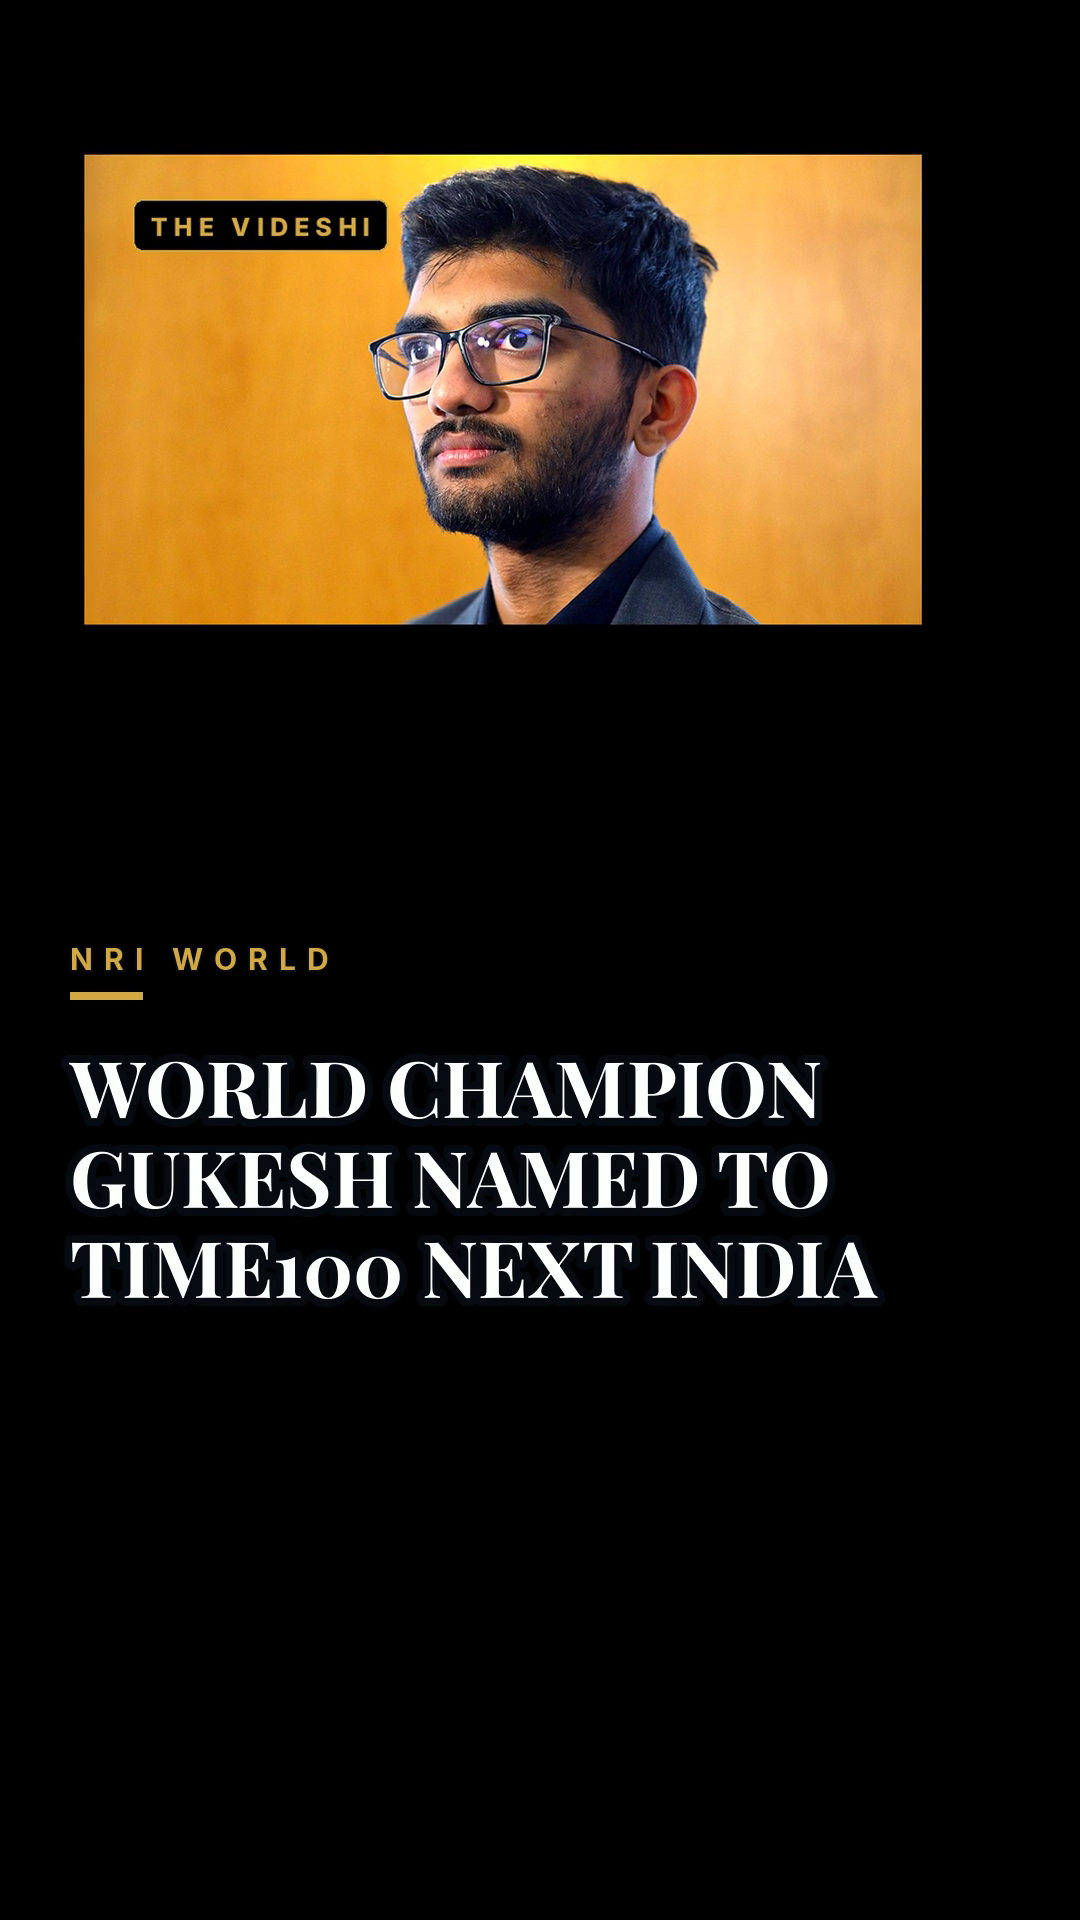 THE VIDESHI
NRI WORLD
WORLD CHAMPION
GUKESH NAMED TO
TIME100 NEXT INDIA